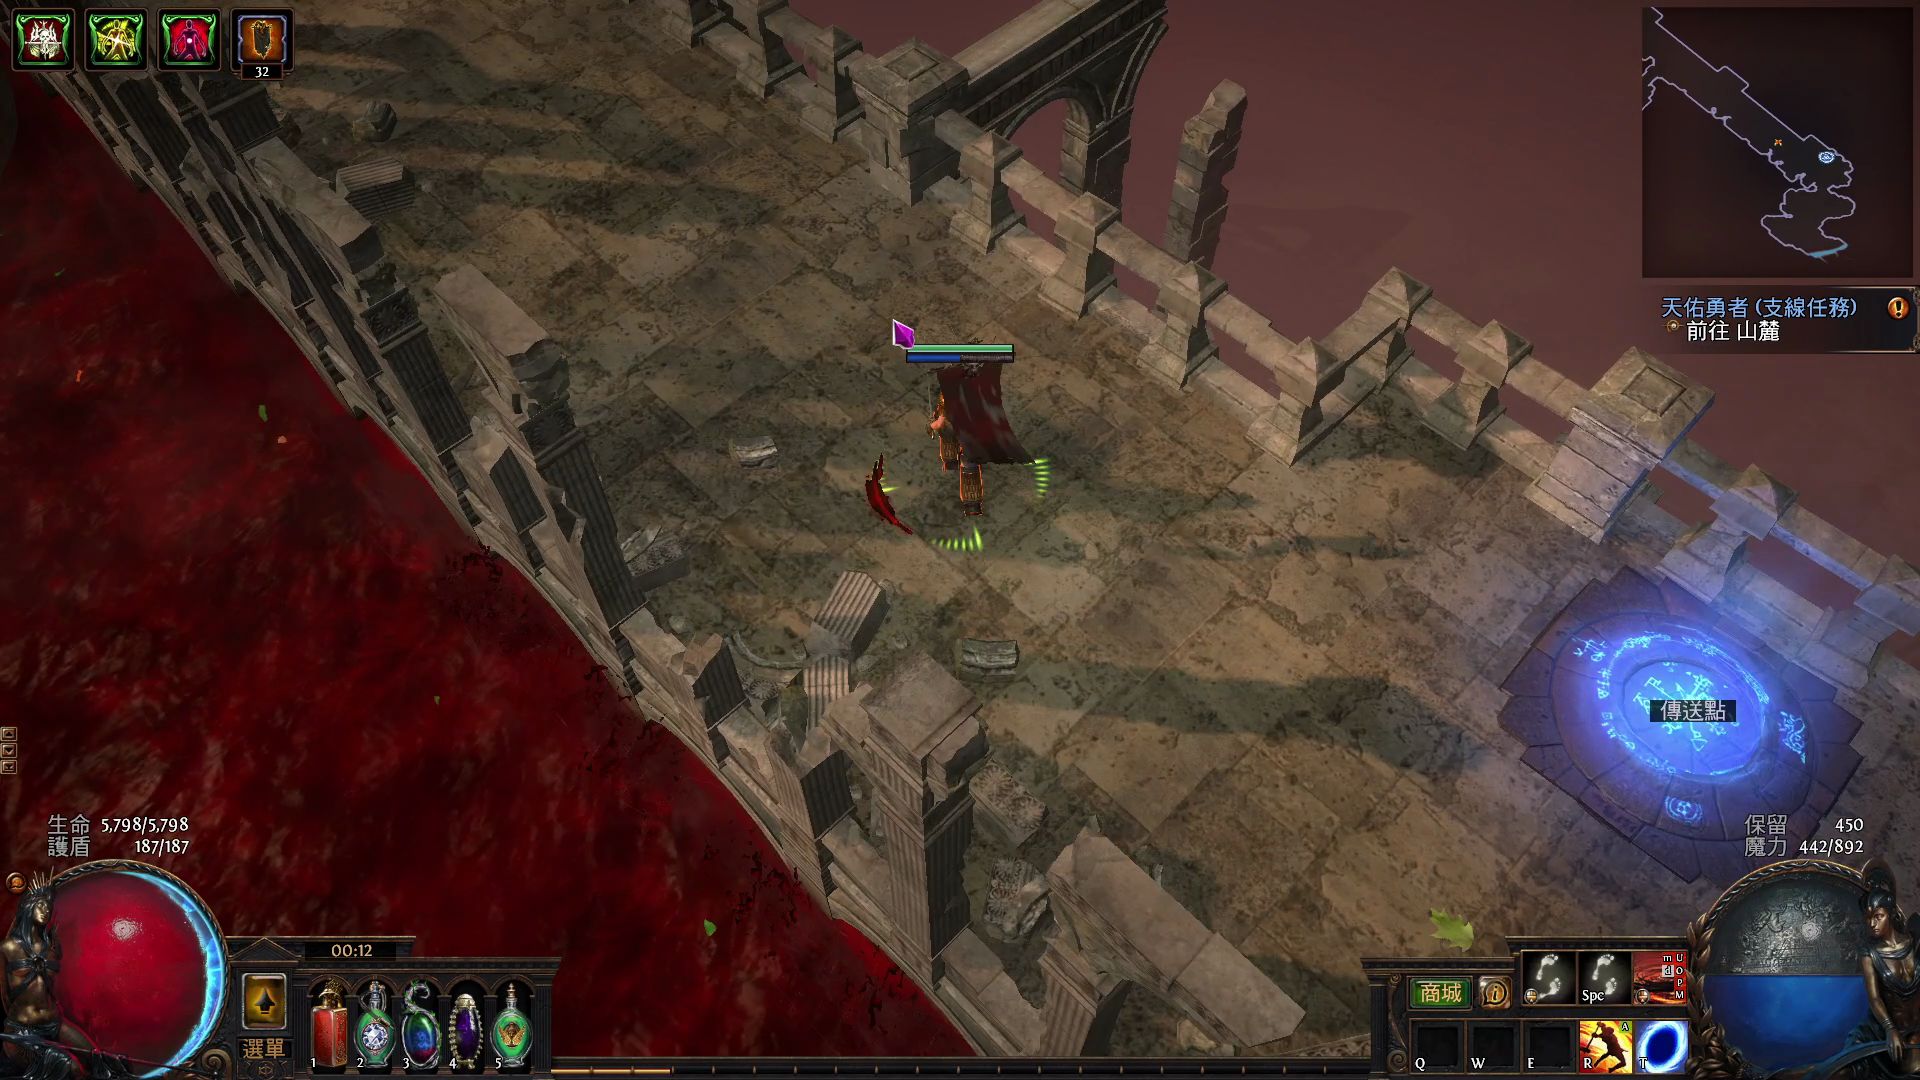 32
天佑勇者 (支線任務)
前往 山麓
傳送點
生命 5,798/5,798
護盾 187/187
保留 450
魔力 442/892
00:12
選單
1
2
3
4
5
商城
Spc
m U
d O
P
M
Q
W
E
R
A
T